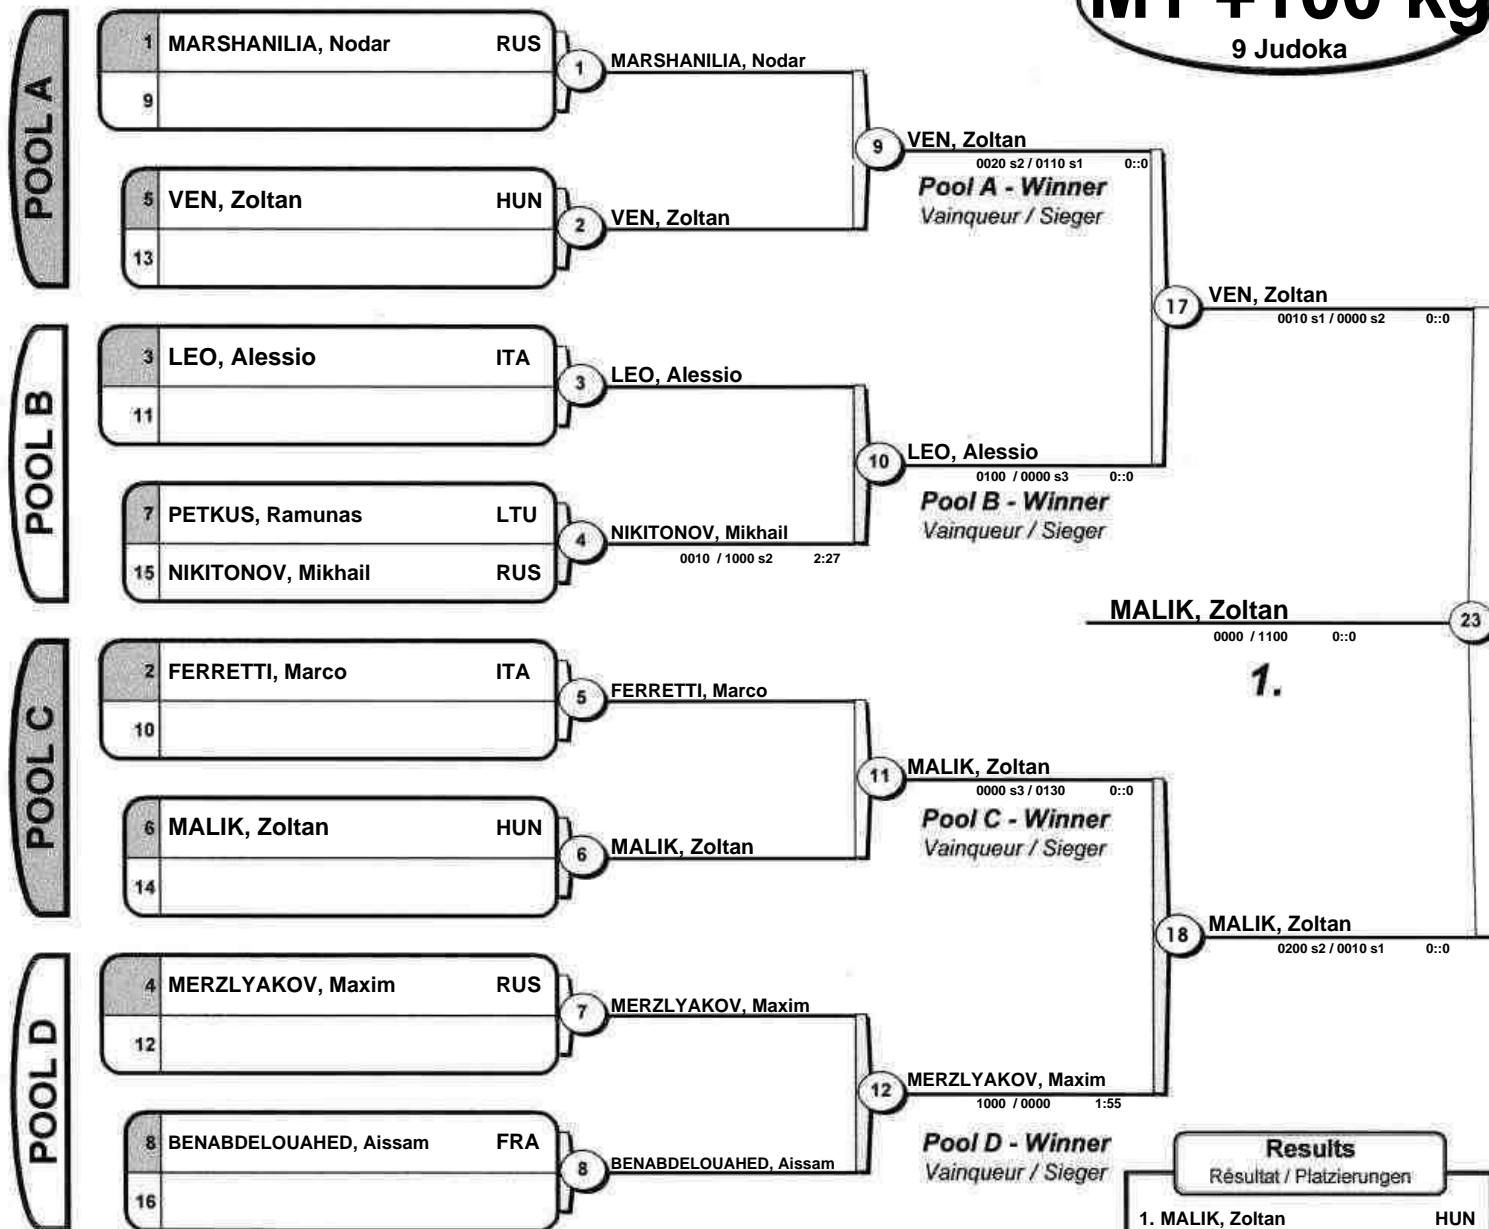 M1 +100 kg
9 Judoka
POOL A
1 MARSHANILIA, Nodar RUS
9
5 VEN, Zoltan HUN
13
1 MARSHANILIA, Nodar
2 VEN, Zoltan
9 VEN, Zoltan
0020 s2 / 0110 s1 0::0
Pool A - Winner
Vainqueur / Sieger
POOL B
3 LEO, Alessio ITA
11
7 PETKUS, Ramunas LTU
15 NIKITONOV, Mikhail RUS
3 LEO, Alessio
4 NIKITONOV, Mikhail
0010 / 1000 s2 2:27
10 LEO, Alessio
0100 / 0000 s3 0::0
Pool B - Winner
Vainqueur / Sieger
17 VEN, Zoltan
0010 s1 / 0000 s2 0::0
MALIK, Zoltan 23
0000 / 1100 0::0
1.
POOL C
2 FERRETTI, Marco ITA
10
6 MALIK, Zoltan HUN
14
5 FERRETTI, Marco
6 MALIK, Zoltan
11 MALIK, Zoltan
0000 s3 / 0130 0::0
Pool C - Winner
Vainqueur / Sieger
18 MALIK, Zoltan
0200 s2 / 0010 s1 0::0
POOL D
4 MERZLYAKOV, Maxim RUS
12
8 BENABDELOUAHED, Aissam FRA
16
7 MERZLYAKOV, Maxim
8 BENABDELOUAHED, Aissam
12 MERZLYAKOV, Maxim
1000 / 0000 1:55
Pool D - Winner
Vainqueur / Sieger
Results
Résultat / Platzierungen
1. MALIK, Zoltan HUN